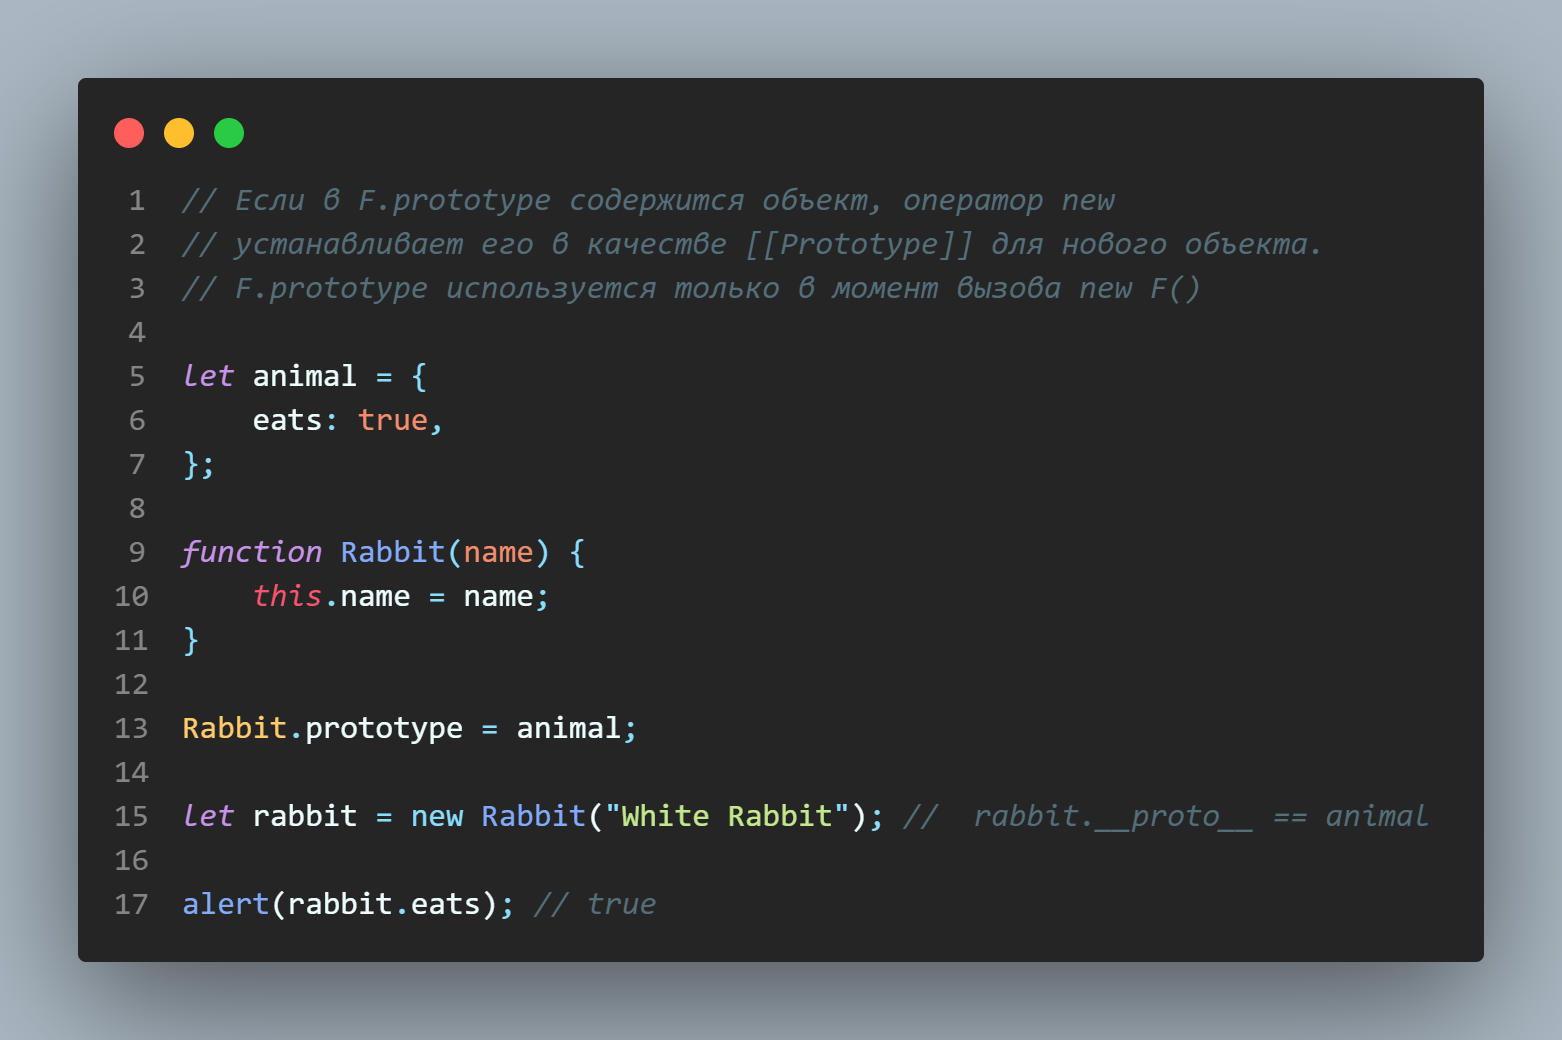 1 // Если в F.prototype содержится объект, оператор new
2 // устанавливает его в качестве [[Prototype]] для нового объекта.
3 // F.prototype используется только в момент вызова new F()
4
5 let animal = {
6     eats: true,
7 };
8
9 function Rabbit(name) {
10     this.name = name;
11 }
12
13 Rabbit.prototype = animal;
14
15 let rabbit = new Rabbit("White Rabbit"); //  rabbit.__proto__ == animal
16
17 alert(rabbit.eats); // true